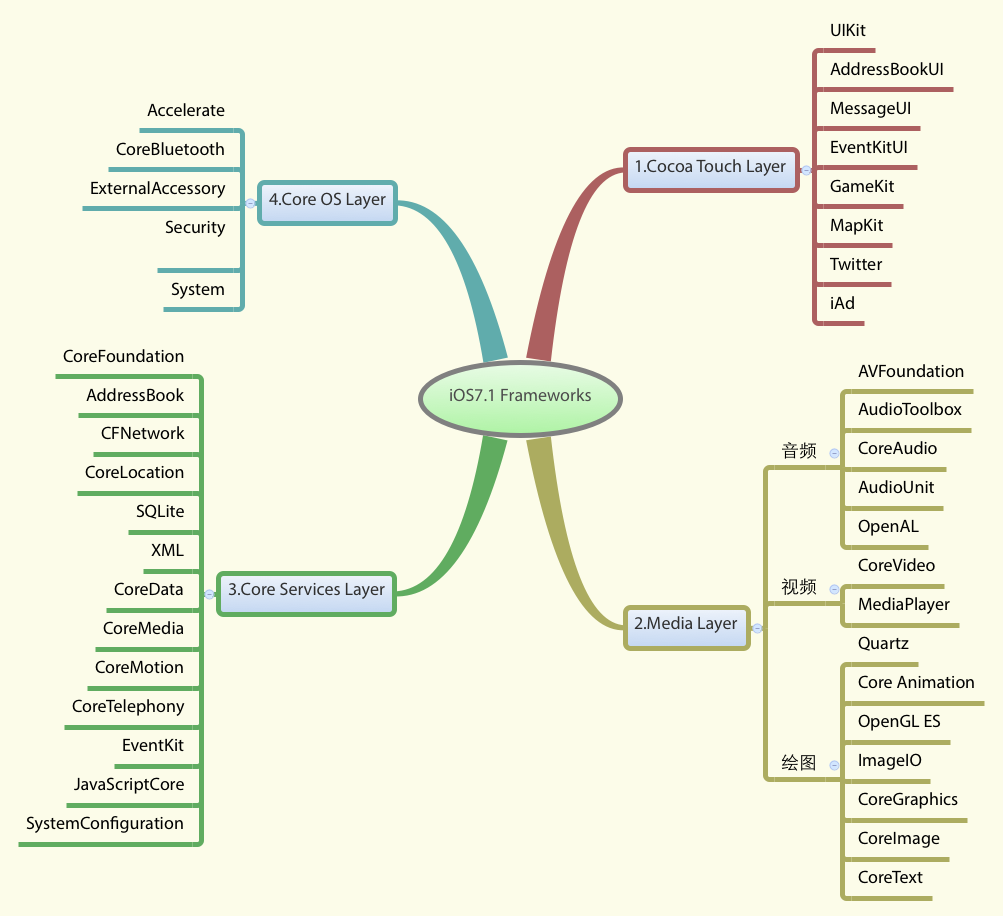 iOS7.1 Frameworks
1.Cocoa Touch Layer
UIKit
AddressBookUI
MessageUI
EventKitUI
GameKit
MapKit
Twitter
iAd
2.Media Layer
音频
AVFoundation
AudioToolbox
CoreAudio
AudioUnit
OpenAL
视频
CoreVideo
MediaPlayer
绘图
Quartz
Core Animation
OpenGL ES
ImageIO
CoreGraphics
CoreImage
CoreText
3.Core Services Layer
CoreFoundation
AddressBook
CFNetwork
CoreLocation
SQLite
XML
CoreData
CoreMedia
CoreMotion
CoreTelephony
EventKit
JavaScriptCore
SystemConfiguration
4.Core OS Layer
Accelerate
CoreBluetooth
ExternalAccessory
Security
System